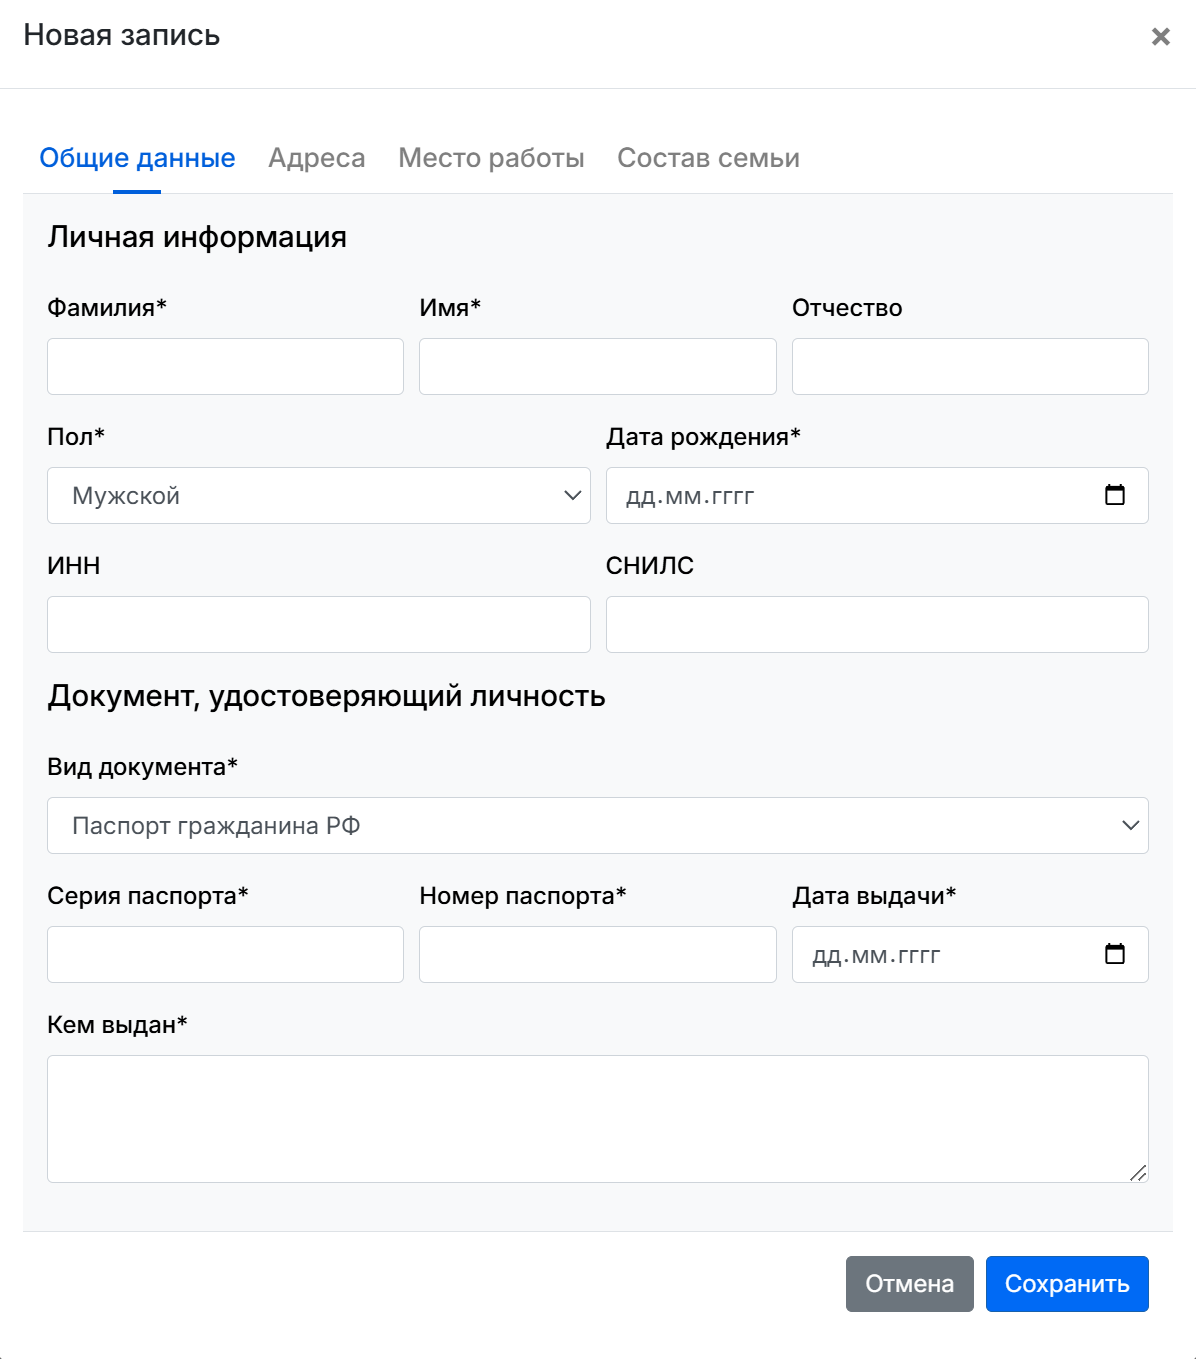 Новая запись
Общие данные Адреса Место работы Состав семьи
Личная информация
Фамилия* Имя* Отчество
Пол* Дата рождения*
Мужской дд.мм.гггг
ИНН СНИЛС
Документ, удостоверяющий личность
Вид документа*
Паспорт гражданина РФ
Серия паспорта* Номер паспорта* Дата выдачи*
дд.мм.гггг
Кем выдан*
Отмена Сохранить